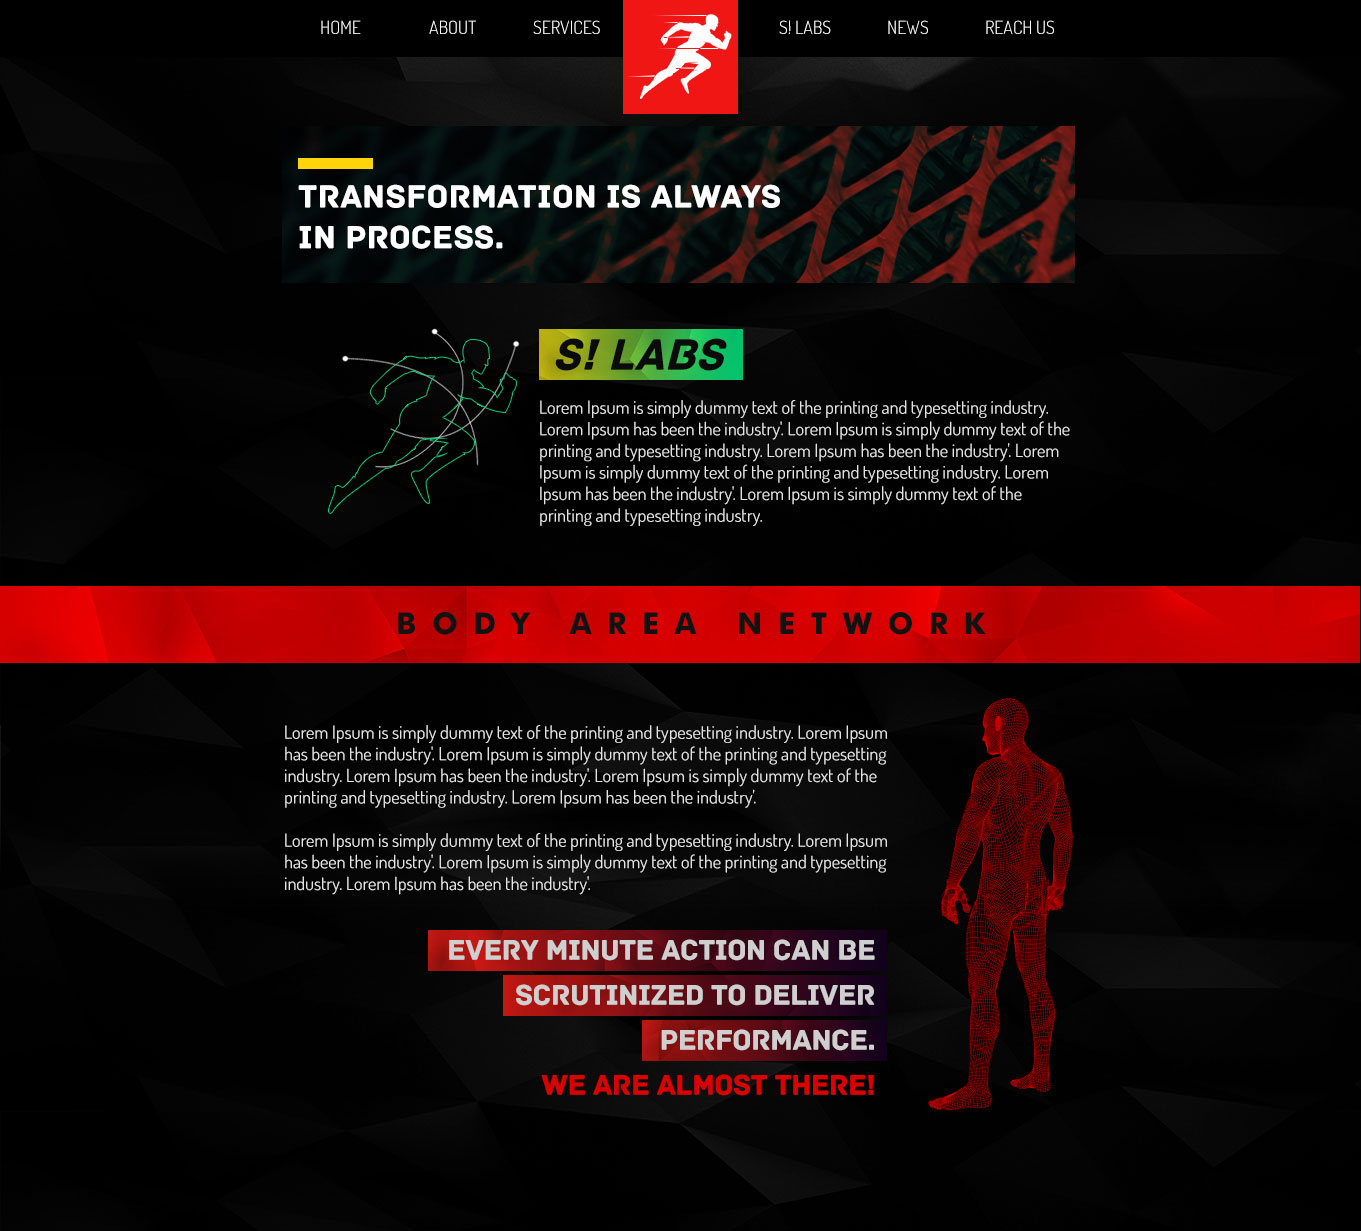 HOME ABOUT SERVICES S! LABS NEWS REACH US
TRANSFORMATION IS ALWAYS
IN PROCESS.
S! LABS
Lorem Ipsum is simply dummy text of the printing and typesetting industry.
Lorem Ipsum has been the industry'. Lorem Ipsum is simply dummy text of the
printing and typesetting industry. Lorem Ipsum has been the industry'. Lorem
Ipsum is simply dummy text of the printing and typesetting industry. Lorem
Ipsum has been the industry'. Lorem Ipsum is simply dummy text of the
printing and typesetting industry.
BODY AREA NETWORK
Lorem Ipsum is simply dummy text of the printing and typesetting industry. Lorem Ipsum
has been the industry'. Lorem Ipsum is simply dummy text of the printing and typesetting
industry. Lorem Ipsum has been the industry'. Lorem Ipsum is simply dummy text of the
printing and typesetting industry. Lorem Ipsum has been the industry'.
Lorem Ipsum is simply dummy text of the printing and typesetting industry. Lorem Ipsum
has been the industry'. Lorem Ipsum is simply dummy text of the printing and typesetting
industry. Lorem Ipsum has been the industry'.
EVERY MINUTE ACTION CAN BE
SCRUTINIZED TO DELIVER
PERFORMANCE.
WE ARE ALMOST THERE!